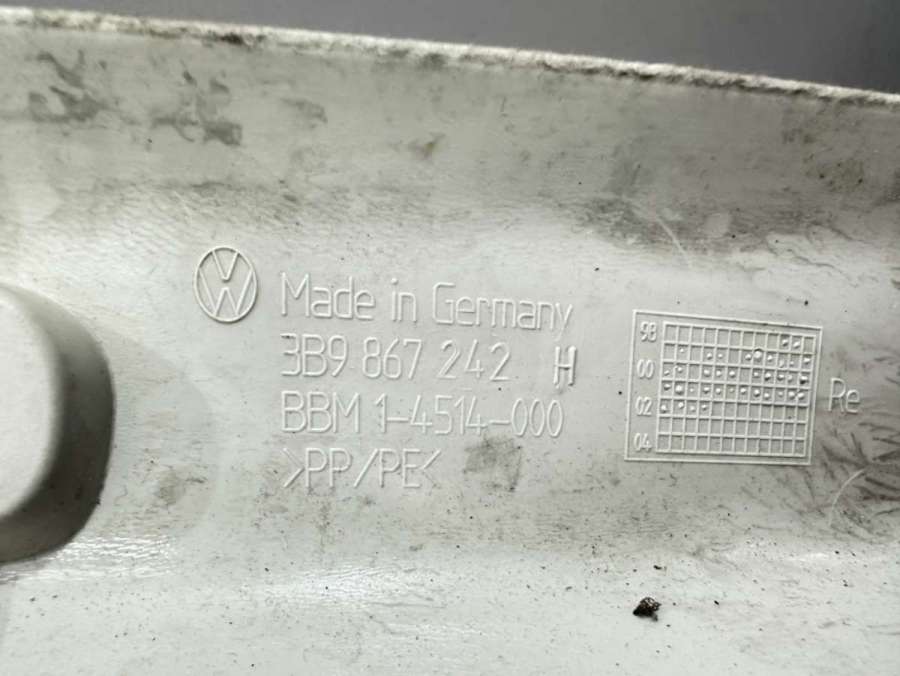 Made in Germany
3B9 867 242 H
BBM 1-4514-000
>PP/PE<
98
00
02
04
Re